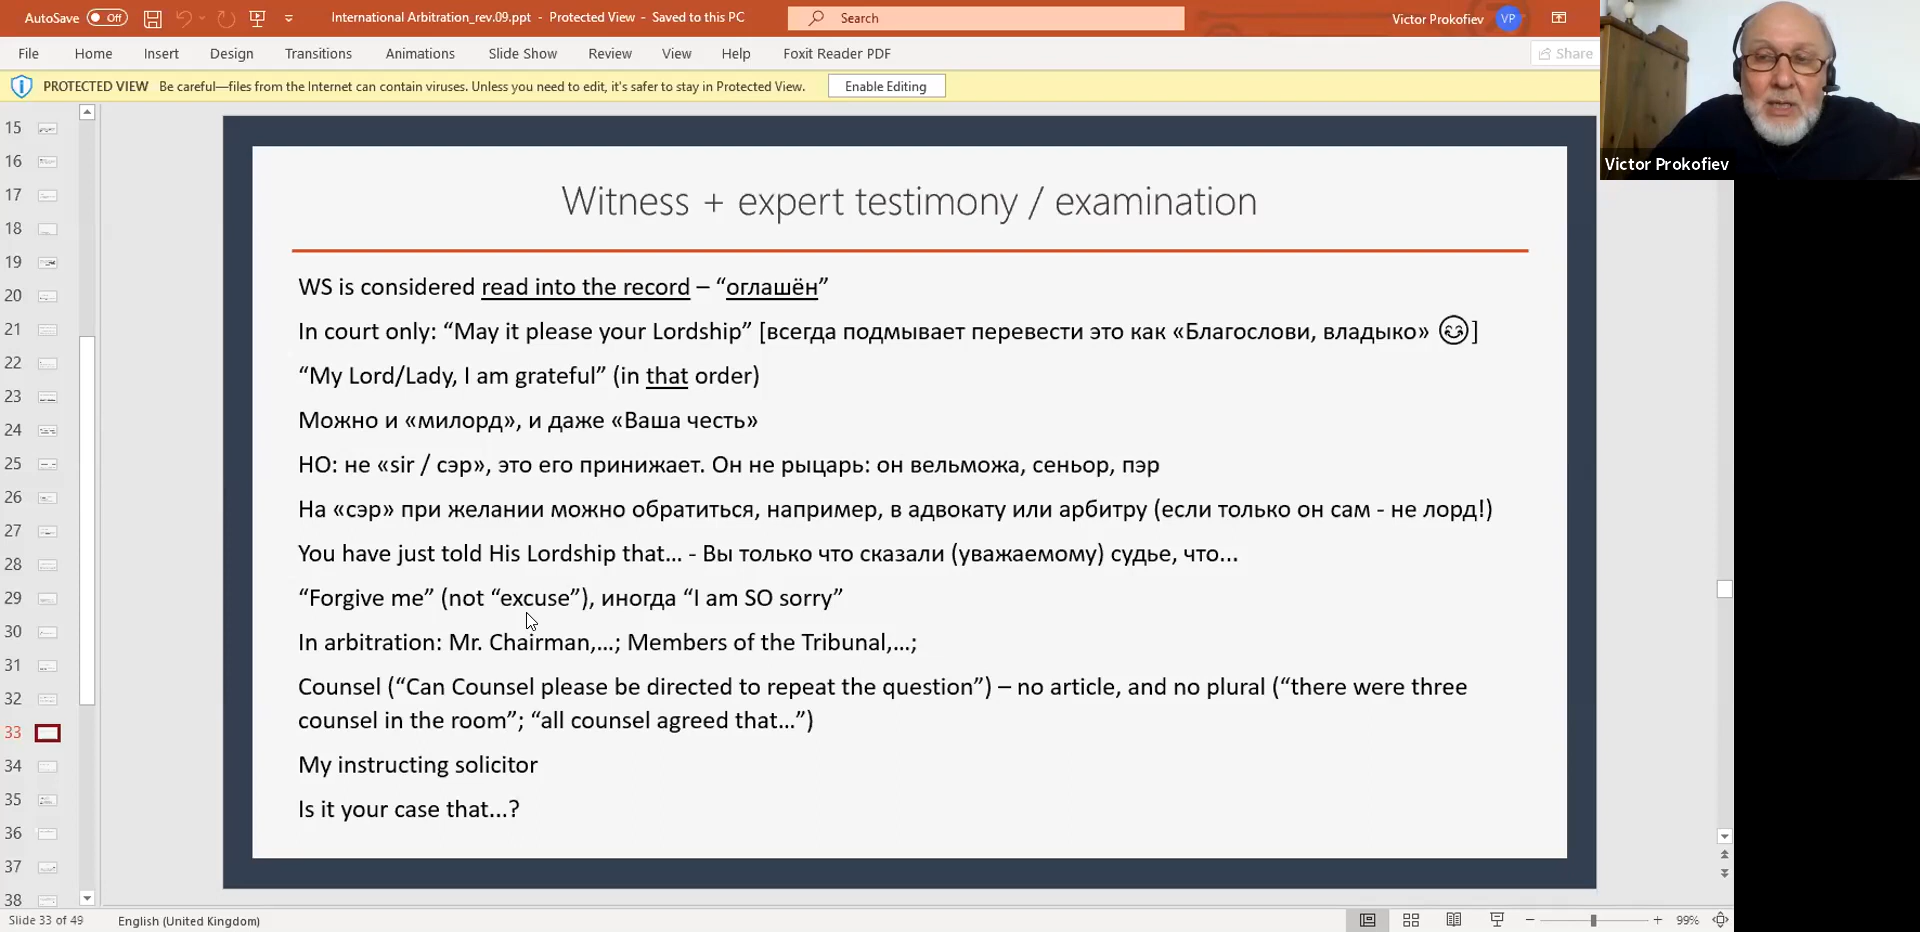 AutoSave Off International Arbitration_rev.09.ppt - Protected View - Saved to this PC Search Victor Prokofiev VP
File Home Insert Design Transitions Animations Slide Show Review View Help Foxit Reader PDF Share
PROTECTED VIEW Be careful—files from the Internet can contain viruses. Unless you need to edit, it's safer to stay in Protected View. Enable Editing
Victor Prokofiev
15
16
17
18
19
20
21
22
23
24
25
26
27
28
29
30
31
32
33
34
35
36
37
38
Witness + expert testimony / examination
WS is considered read into the record – “оглашён”
In court only: “May it please your Lordship” [всегда подмывает перевести это как «Благослови, владыко» 😊]
“My Lord/Lady, I am grateful” (in that order)
Можно и «милорд», и даже «Ваша честь»
НО: не «sir / сэр», это его принижает. Он не рыцарь: он вельможа, сеньор, пэр
На «сэр» при желании можно обратиться, например, в адвокату или арбитру (если только он сам - не лорд!)
You have just told His Lordship that... - Вы только что сказали (уважаемому) судье, что...
“Forgive me” (not “excuse”), иногда “I am SO sorry”
In arbitration: Mr. Chairman,...; Members of the Tribunal,...;
Counsel (“Can Counsel please be directed to repeat the question”) – no article, and no plural (“there were three
counsel in the room”; “all counsel agreed that...”)
My instructing solicitor
Is it your case that...?
Slide 33 of 49 English (United Kingdom) 99%